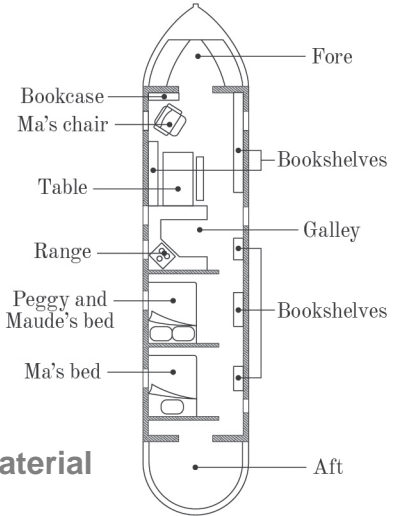 Fore
Bookcase
Ma's chair
Bookshelves
Table
Galley
Range
Peggy and
Maude's bed
Bookshelves
Ma's bed
aterial
Aft